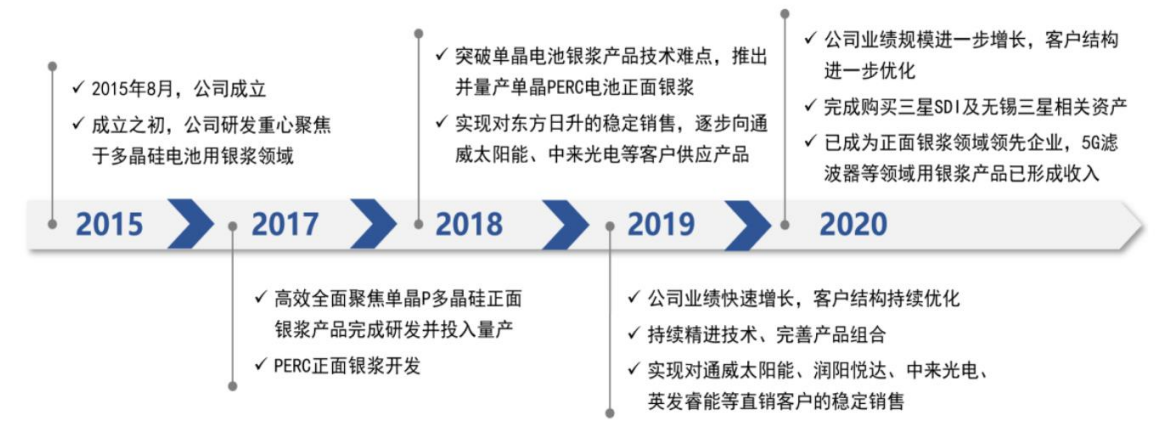 2015
✓ 2015年8月，公司成立
✓ 成立之初，公司研发重心聚焦
于多晶硅电池用银浆领域
2017
✓ 高效全面聚焦单晶P多晶硅正面
银浆产品完成研发并投入量产
✓ PERC正面银浆开发
2018
✓ 突破单晶电池银浆产品技术难点，推出
并量产单晶PERC电池正面银浆
✓ 实现对东方日升的稳定销售，逐步向通
威太阳能、中来光电等客户供应产品
2019
✓ 公司业绩快速增长，客户结构持续优化
✓ 持续精进技术、完善产品组合
✓ 实现对通威太阳能、润阳悦达、中来光电、
英发睿能等直销客户的稳定销售
2020
✓ 公司业绩规模进一步增长，客户结构
进一步优化
✓ 完成购买三星SDI及无锡三星相关资产
✓ 已成为正面银浆领域领先企业，5G滤
波器等领域用银浆产品已形成收入